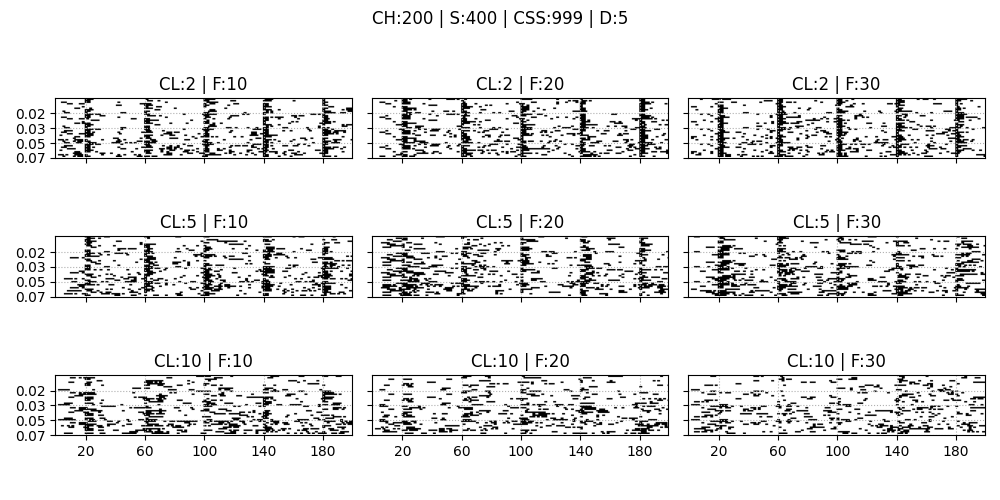 CH:200 | S:400 | CSS:999 | D:5
CL:2 | F:10
CL:2 | F:20
CL:2 | F:30
0.02
0.03
0.05
0.07
CL:5 | F:10
CL:5 | F:20
CL:5 | F:30
0.02
0.03
0.05
0.07
CL:10 | F:10
CL:10 | F:20
CL:10 | F:30
0.02
0.03
0.05
0.07
20 60 100 140 180
20 60 100 140 180
20 60 100 140 180